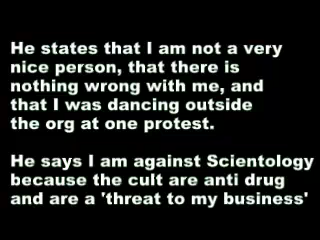 He states that I am not a very
nice person, that there is
nothing wrong with me, and
that I was dancing outside
the org at one protest.
He says I am against Scientology
because the cult are anti drug
and are a 'threat to my business'